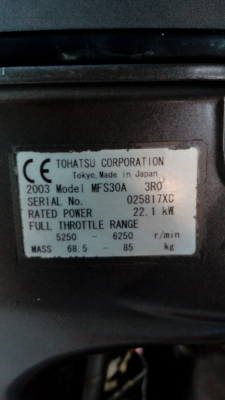 CE TOHATSU CORPORATION
Tokyo, Made in Japan
2003 Model MFS30A 3R0
SERIAL No. 025817XC
RATED POWER 22.1 kW
FULL THROTTLE RANGE
5250 - 6250 r/min
MASS 68.5 - 85 kg